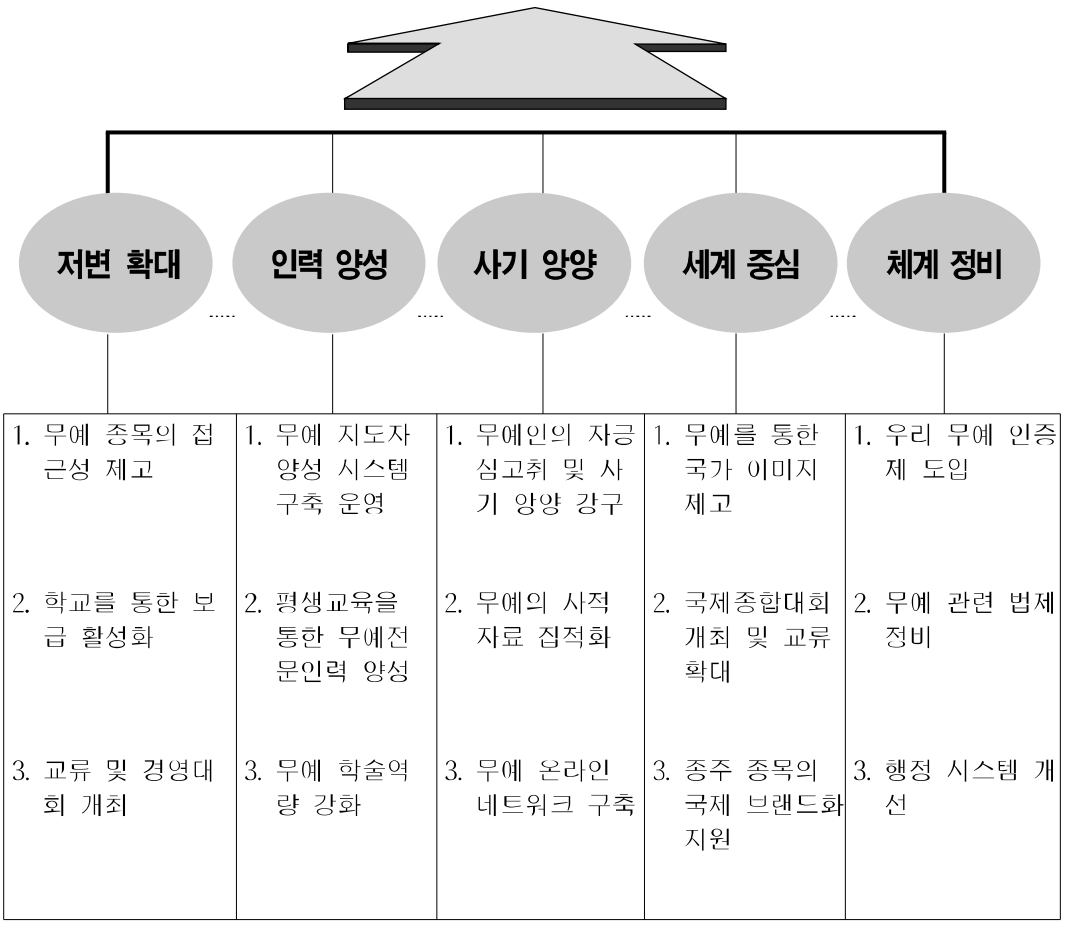 저변 확대
인력 양성
사기 앙양
세계 중심
체계 정비
1. 무예 종목의 접
근성 제고
2. 학교를 통한 보
급 활성화
3. 교류 및 경영대
회 개최
1. 무예 지도자
양성 시스템
구축 운영
2. 평생교육을
통한 무예전
문인력 양성
3. 무예 학술역
량 강화
1. 무예인의 자긍
심고취 및 사
기 앙양 강구
2. 무예의 사적
자료 집적화
3. 무예 온라인
네트워크 구축
1. 무예를 통한
국가 이미지
제고
2. 국제종합대회
개최 및 교류
확대
3. 종주 종목의
국제 브랜드화
지원
1. 우리 무예 인증
제 도입
2. 무예 관련 법제
정비
3. 행정 시스템 개
선